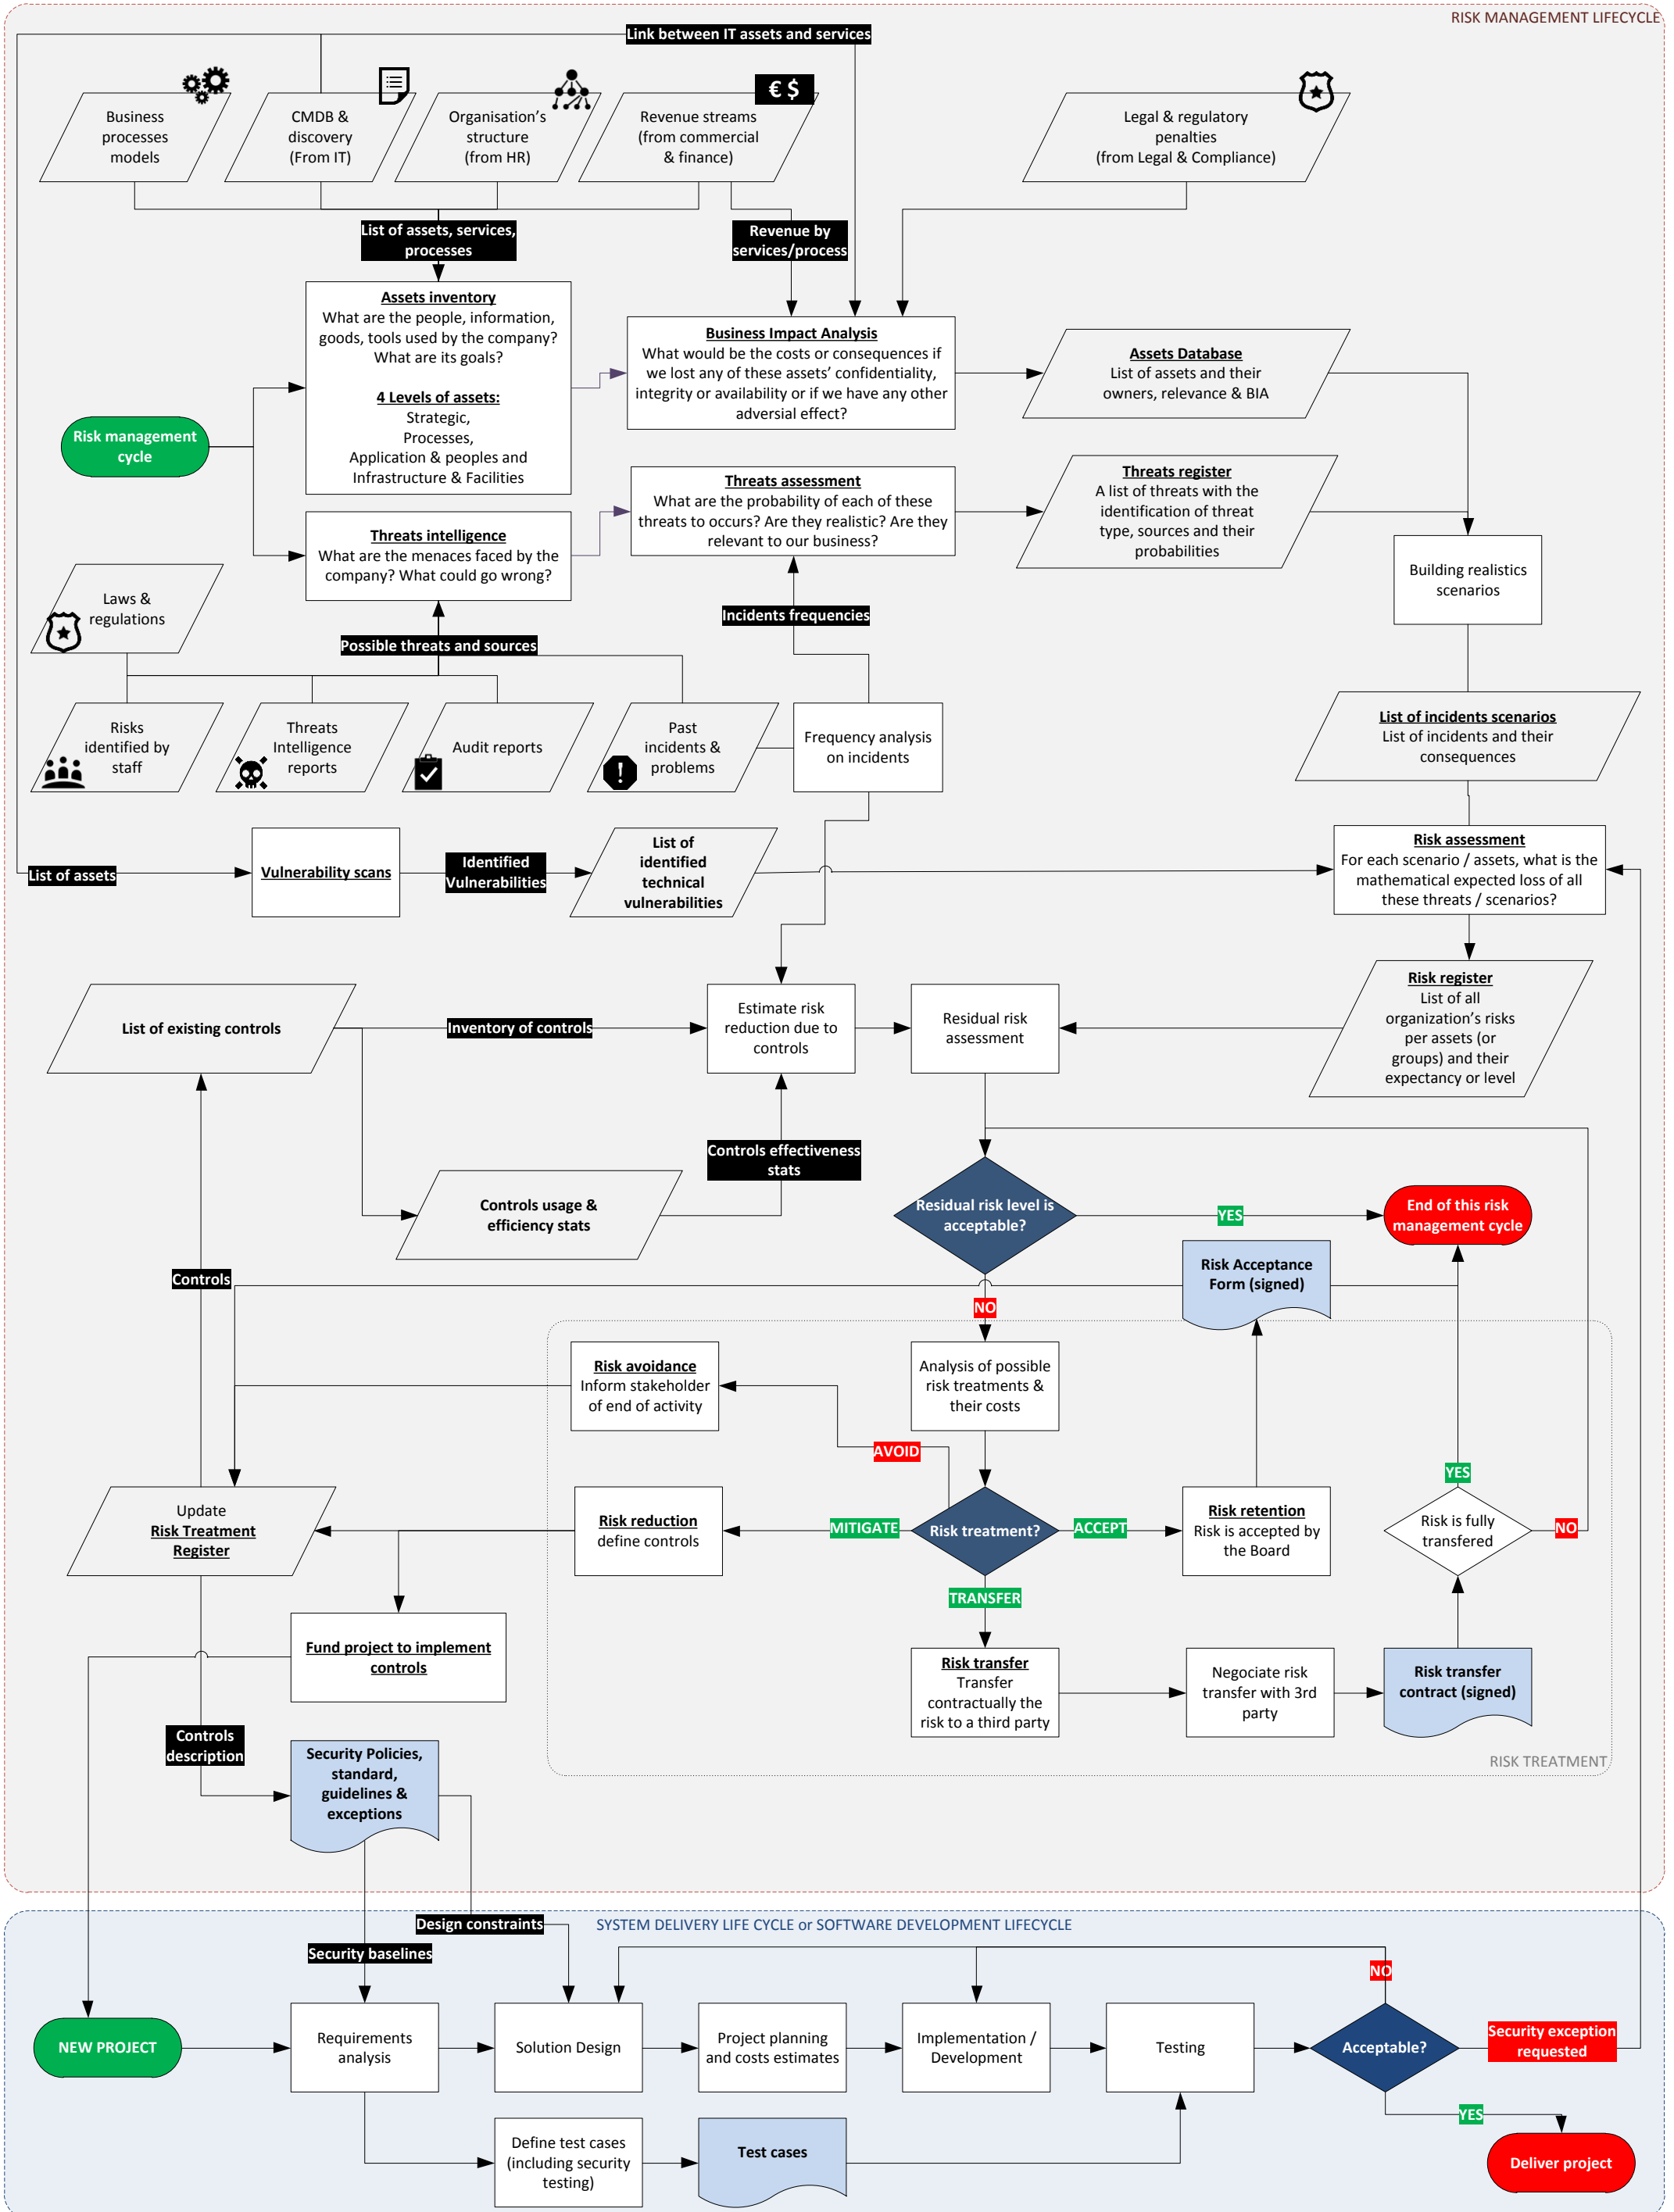 RISK MANAGEMENT LIFECYCLE
Link between IT assets and services
Business
processes
models
CMDB &
discovery
(From IT)
Organisation's
structure
(from HR)
€ $
Revenue streams
(from commercial
& finance)
Legal & regulatory
penalties
(from Legal & Compliance)
List of assets, services,
processes
Revenue by
services/process
Assets inventory
What are the people, information,
goods, tools used by the company?
What are its goals?
4 Levels of assets:
Strategic,
Processes,
Application & peoples and
Infrastructure & Facilities
Business Impact Analysis
What would be the costs or consequences if
we lost any of these assets' confidentiality,
integrity or availability or if we have any other
adversial effect?
Assets Database
List of assets and their
owners, relevance & BIA
Risk management
cycle
Threats intelligence
What are the menaces faced by the
company? What could go wrong?
Threats assessment
What are the probability of each of these
threats to occurs? Are they realistic? Are they
relevant to our business?
Threats register
A list of threats with the
identification of threat
type, sources and their
probabilities
Building realistics
scenarios
Laws &
regulations
Incidents frequencies
Possible threats and sources
Risks
identified by
staff
Threats
Intelligence
reports
Audit reports
Past
incidents &
problems
Frequency analysis
on incidents
List of incidents scenarios
List of incidents and their
consequences
List of assets
Vulnerability scans
Identified
Vulnerabilities
List of
identified
technical
vulnerabilities
Risk assessment
For each scenario / assets, what is the
mathematical expected loss of all
these threats / scenarios?
List of existing controls
Inventory of controls
Estimate risk
reduction due to
controls
Residual risk
assessment
Risk register
List of all
organization's risks
per assets (or
groups) and their
expectancy or level
Controls effectiveness
stats
Controls usage &
efficiency stats
Residual risk level is
acceptable?
YES
End of this risk
management cycle
Controls
Risk Acceptance
Form (signed)
NO
Risk avoidance
Inform stakeholder
of end of activity
Analysis of possible
risk treatments &
their costs
AVOID
YES
Update
Risk Treatment
Register
Risk reduction
define controls
MITIGATE
Risk treatment?
ACCEPT
Risk retention
Risk is accepted by
the Board
Risk is fully
transfered
NO
TRANSFER
Fund project to implement
controls
Risk transfer
Transfer
contractually the
risk to a third party
Negociate risk
transfer with 3rd
party
Risk transfer
contract (signed)
Controls
description
Security Policies,
standard,
guidelines &
exceptions
RISK TREATMENT
Design constraints
SYSTEM DELIVERY LIFE CYCLE or SOFTWARE DEVELOPMENT LIFECYCLE
Security baselines
NO
NEW PROJECT
Requirements
analysis
Solution Design
Project planning
and costs estimates
Implementation /
Development
Testing
Acceptable?
Security exception
requested
YES
Define test cases
(including security
testing)
Test cases
Deliver project